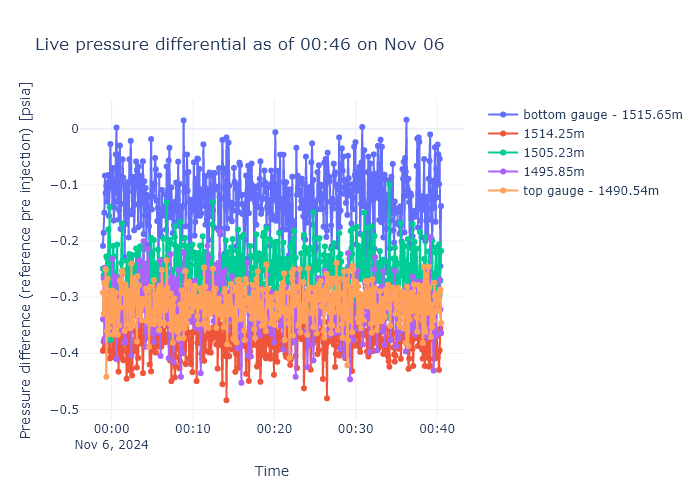 Live pressure differential as of 00:46 on Nov 06
Pressure difference (reference pre injection) [psia]
0
−0.1
−0.2
−0.3
−0.4
−0.5
00:00
Nov 6, 2024
00:10
00:20
00:30
00:40
Time
bottom gauge - 1515.65m
1514.25m
1505.23m
1495.85m
top gauge - 1490.54m